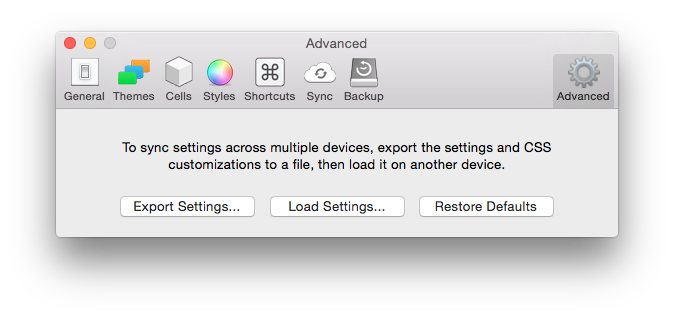 Advanced
General Themes Cells Styles Shortcuts Sync Backup Advanced
To sync settings across multiple devices, export the settings and CSS
customizations to a file, then load it on another device.
Export Settings... Load Settings... Restore Defaults